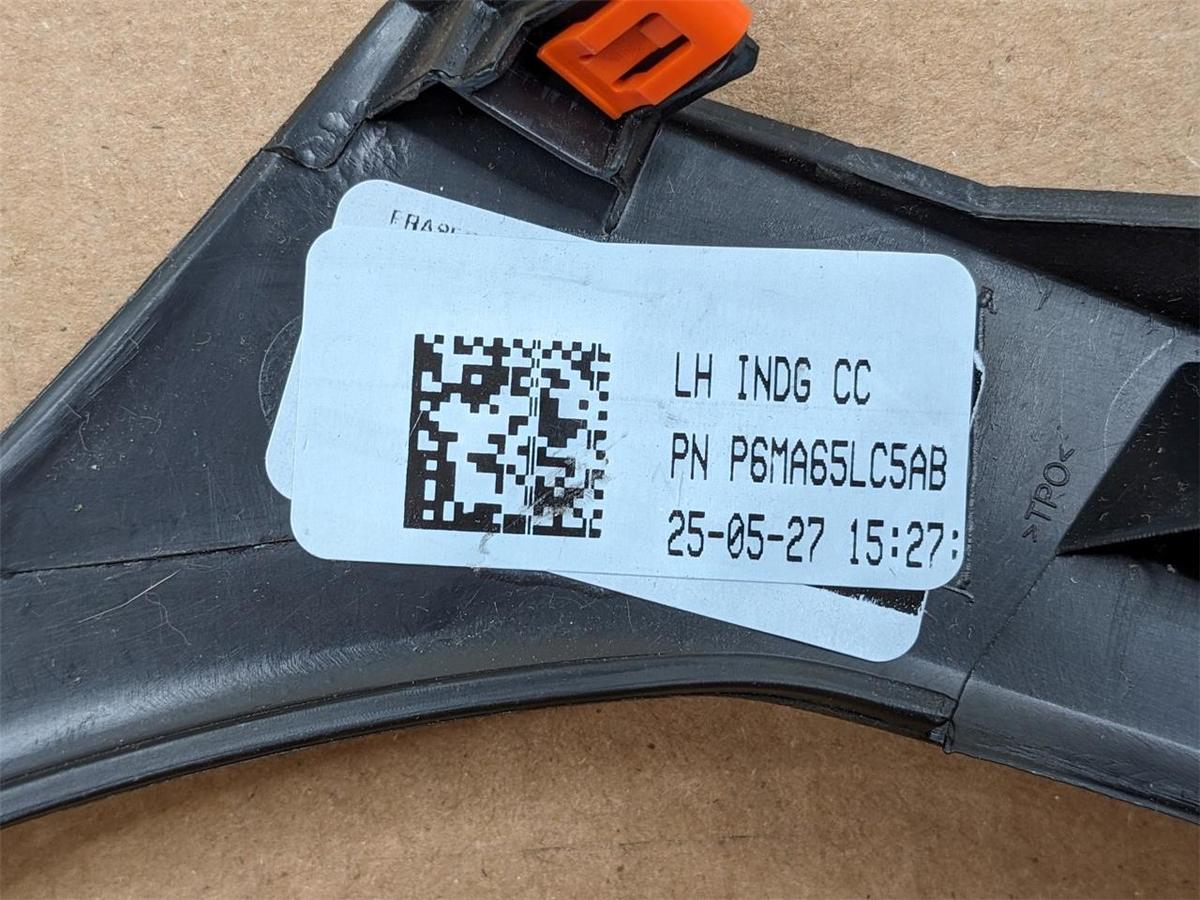 LH INDG CC
PN P6MA65LC5AB
25-05-27 15:27:
>TPO<